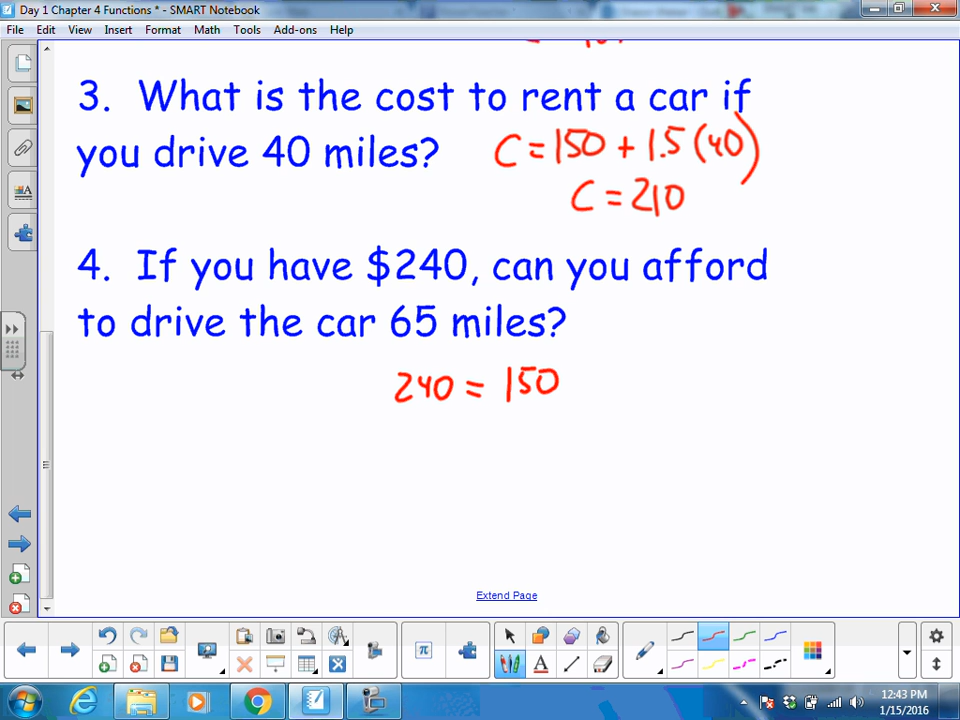 Day 1 Chapter 4 Functions * - SMART Notebook
File Edit View Insert Format Math Tools Add-ons Help
3. What is the cost to rent a car if
you drive 40 miles? C = 150 + 1.5 (40)
C = 210
4. If you have $240, can you afford
to drive the car 65 miles?
240 = 150
Extend Page
12:43 PM
1/15/2016